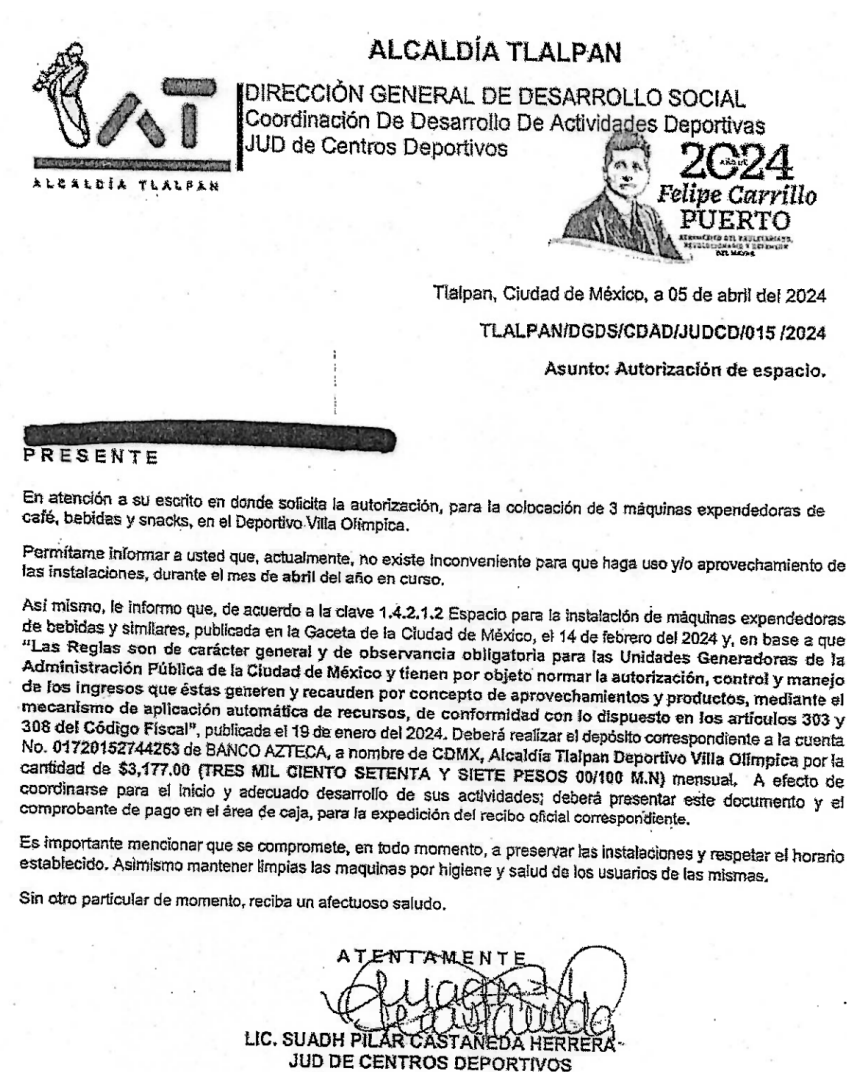 ALCALDÍA TLALPAN
DIRECCIÓN GENERAL DE DESARROLLO SOCIAL
Coordinación De Desarrollo De Actividades Deportivas
JUD de Centros Deportivos
ALCALDÍA TLALPAN
2024
AÑO DE
Felipe Carrillo
PUERTO
BENEMÉRITO DEL PROLETARIADO,
REVOLUCIONARIO Y DEFENSOR
DEL MAYAB
Tlalpan, Ciudad de México, a 05 de abril del 2024
TLALPAN/DGDS/CDAD/JUDCD/015 /2024
Asunto: Autorización de espacio.
PRESENTE
En atención a su escrito en donde solicita la autorización, para la colocación de 3 máquinas expendedoras de
café, bebidas y snacks, en el Deportivo Villa Olímpica.
Permítame informar a usted que, actualmente, no existe inconveniente para que haga uso y/o aprovechamiento de
las instalaciones, durante el mes de abril del año en curso.
Así mismo, le informo que, de acuerdo a la clave 1.4.2.1.2 Espacio para la instalación de máquinas expendedoras
de bebidas y similares, publicada en la Gaceta de la Ciudad de México, el 14 de febrero del 2024 y, en base a que
"Las Reglas son de carácter general y de observancia obligatoria para las Unidades Generadoras de la
Administración Pública de la Ciudad de México y tienen por objeto normar la autorización, control y manejo
de los ingresos que éstas generen y recauden por concepto de aprovechamientos y productos, mediante el
mecanismo de aplicación automática de recursos, de conformidad con lo dispuesto en los artículos 303 y
308 del Código Fiscal", publicada el 19 de enero del 2024. Deberá realizar el depósito correspondiente a la cuenta
No. 01720152744263 de BANCO AZTECA, a nombre de CDMX, Alcaldía Tlalpan Deportivo Villa Olímpica por la
cantidad de $3,177.00 (TRES MIL CIENTO SETENTA Y SIETE PESOS 00/100 M.N) mensual. A efecto de
coordinarse para el inicio y adecuado desarrollo de sus actividades; deberá presentar este documento y el
comprobante de pago en el área de caja, para la expedición del recibo oficial correspondiente.
Es importante mencionar que se compromete, en todo momento, a preservar las instalaciones y respetar el horario
establecido. Asimismo mantener limpias las maquinas por higiene y salud de los usuarios de las mismas.
Sin otro particular de momento, reciba un afectuoso saludo.
ATENTAMENTE
LIC. SUADH PILAR CASTAÑEDA HERRERA
JUD DE CENTROS DEPORTIVOS